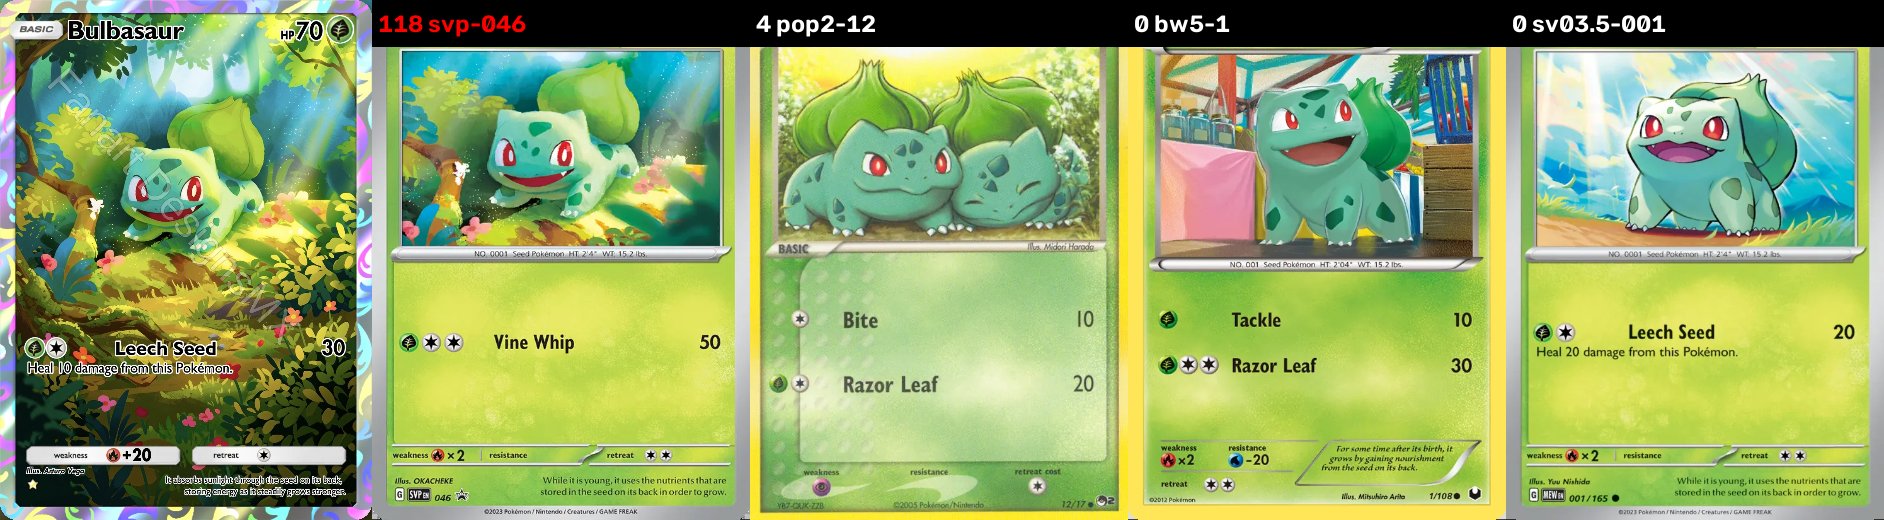 BASIC Bulbasaur HP 70
Leech Seed 30
Heal 10 damage from this Pokémon.
weakness +20 retreat
It absorbs sunlight through the seed on its back,
storing energy as it steadily grows stronger.
118 svp-046
NO. 0001 Seed Pokémon HT: 2'4" WT: 15.2 lbs.
Vine Whip 50
weakness ×2 resistance retreat
Illus. OKACHEKE
While it is young, it uses the nutrients that are
stored in the seed on its back in order to grow.
G SVP EN 046
©2023 Pokémon / Nintendo / Creatures / GAME FREAK
4 pop2-12
BASIC Illus. Midori Harada
Bite 10
Razor Leaf 20
weakness resistance retreat cost
12/17
©2005 Pokémon/Nintendo
0 bw5-1
NO. 001 Seed Pokémon HT: 2'04" WT: 15.2 lbs.
Tackle 10
Razor Leaf 30
weakness resistance
×2 -20
retreat
For some time after its birth, it
grows by gaining nourishment
from the seed on its back.
©2012 Pokémon Illus. Mitsuhiro Arita 1/108
0 sv03.5-001
NO. 0001 Seed Pokémon HT: 2'4" WT: 15.2 lbs.
Leech Seed 20
Heal 20 damage from this Pokémon.
weakness ×2 resistance retreat
Illus. Yuu Nishida
While it is young, it uses the nutrients that are
stored in the seed on its back in order to grow.
G MEW EN 001/165
©2023 Pokémon / Nintendo / Creatures / GAME FREAK